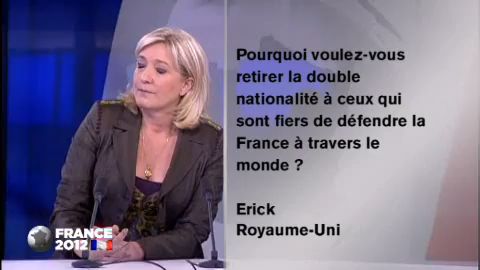 Pourquoi voulez-vous
retirer la double
nationalité à ceux qui
sont fiers de défendre la
France à travers le
monde ?
Erick
Royaume-Uni
FRANCE
2012